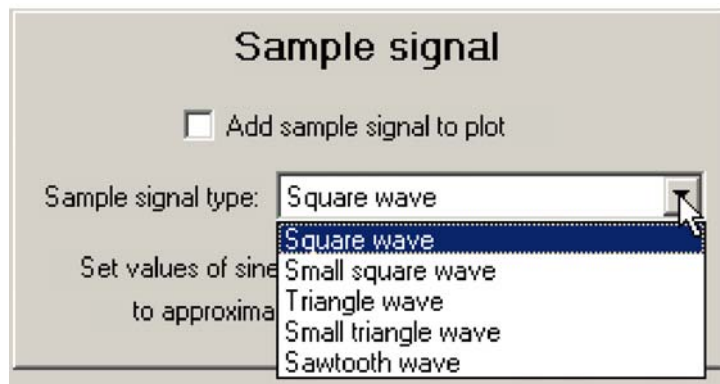 Sample signal
Add sample signal to plot
Sample signal type: Square wave
Square wave
Set values of sine
Small square wave
Triangle wave
to approxima
Small triangle wave
Sawtooth wave